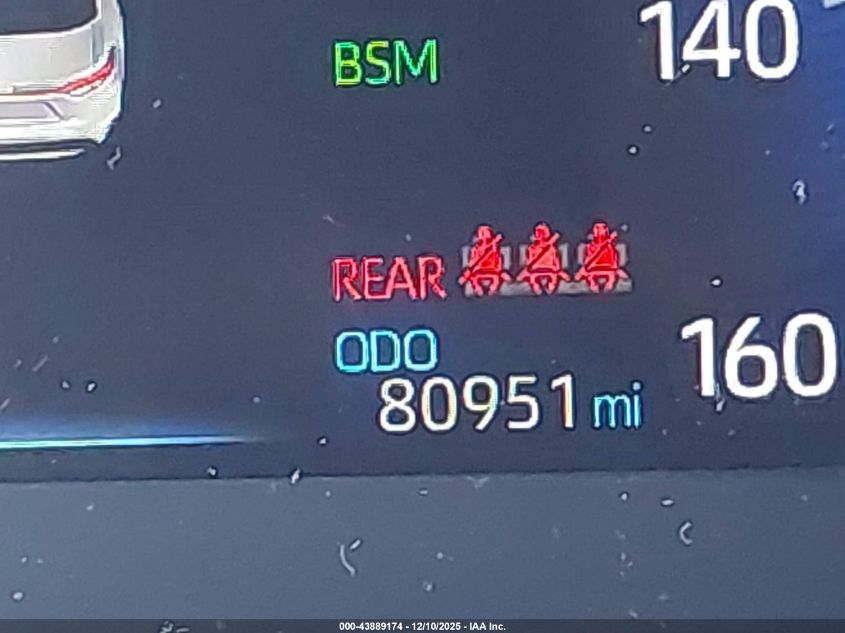 BSM
140
REAR
ODO
80951 mi
160
000-43889174 - 12/10/2025 - IAA Inc.